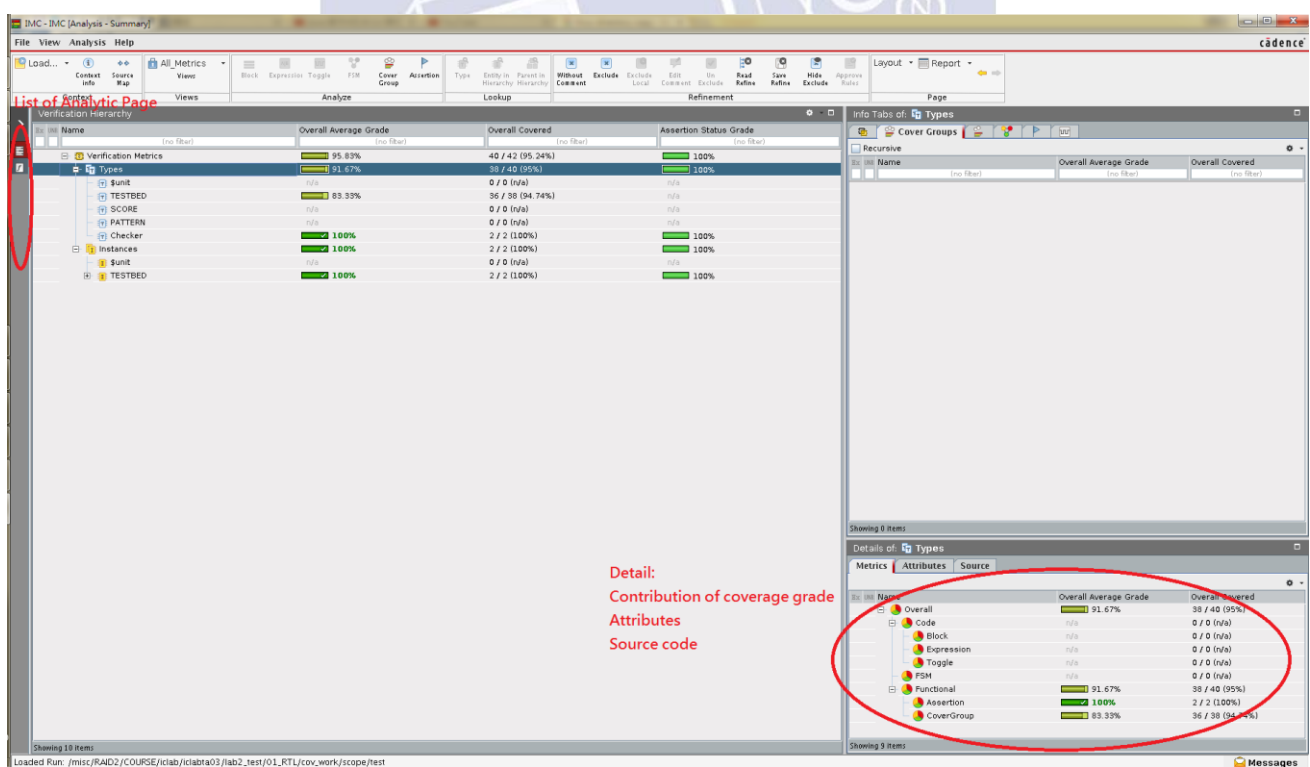 IMC - IMC [Analysis - Summary]
File View Analysis Help
cādence
Load... Context Info Source Map All_Metrics Views Block Expression Toggle FSM Cover Group Assertion Type Entity in Hierarchy Parent in Hierarchy Without Comment Exclude Exclude Local Edit Comment Un Exclude Read Refine Save Refine Hide Exclude Approve Rules Layout Report
Context Views Analyze Lookup Refinement Page
List of Analytic Page
Verification Hierarchy
Ex UNR Name Overall Average Grade Overall Covered Assertion Status Grade
(no filter) (no filter) (no filter) (no filter)
Verification Metrics 95.83% 40 / 42 (95.24%) 100%
Types 91.67% 38 / 40 (95%) 100%
$unit n/a 0 / 0 (n/a) n/a
TESTBED 83.33% 36 / 38 (94.74%) n/a
SCORE n/a 0 / 0 (n/a) n/a
PATTERN n/a 0 / 0 (n/a) n/a
Checker 100% 2 / 2 (100%) 100%
Instances 100% 2 / 2 (100%) 100%
$unit n/a 0 / 0 (n/a) n/a
TESTBED 100% 2 / 2 (100%) 100%
Showing 10 items
Info Tabs of: Types
Cover Groups
Recursive
Ex UNR Name Overall Average Grade Overall Covered
(no filter) (no filter) (no filter)
Showing 0 items
Detail:
Contribution of coverage grade
Attributes
Source code
Details of: Types
Metrics Attributes Source
Ex UNR Name Overall Average Grade Overall Covered
Overall 91.67% 38 / 40 (95%)
Code n/a 0 / 0 (n/a)
Block n/a 0 / 0 (n/a)
Expression n/a 0 / 0 (n/a)
Toggle n/a 0 / 0 (n/a)
FSM n/a 0 / 0 (n/a)
Functional 91.67% 38 / 40 (95%)
Assertion 100% 2 / 2 (100%)
CoverGroup 83.33% 36 / 38 (94.74%)
Showing 9 items
Loaded Run: /misc/RAID2/COURSE/iclab/iclabta03/lab2_test/01_RTL/cov_work/scope/test
Messages